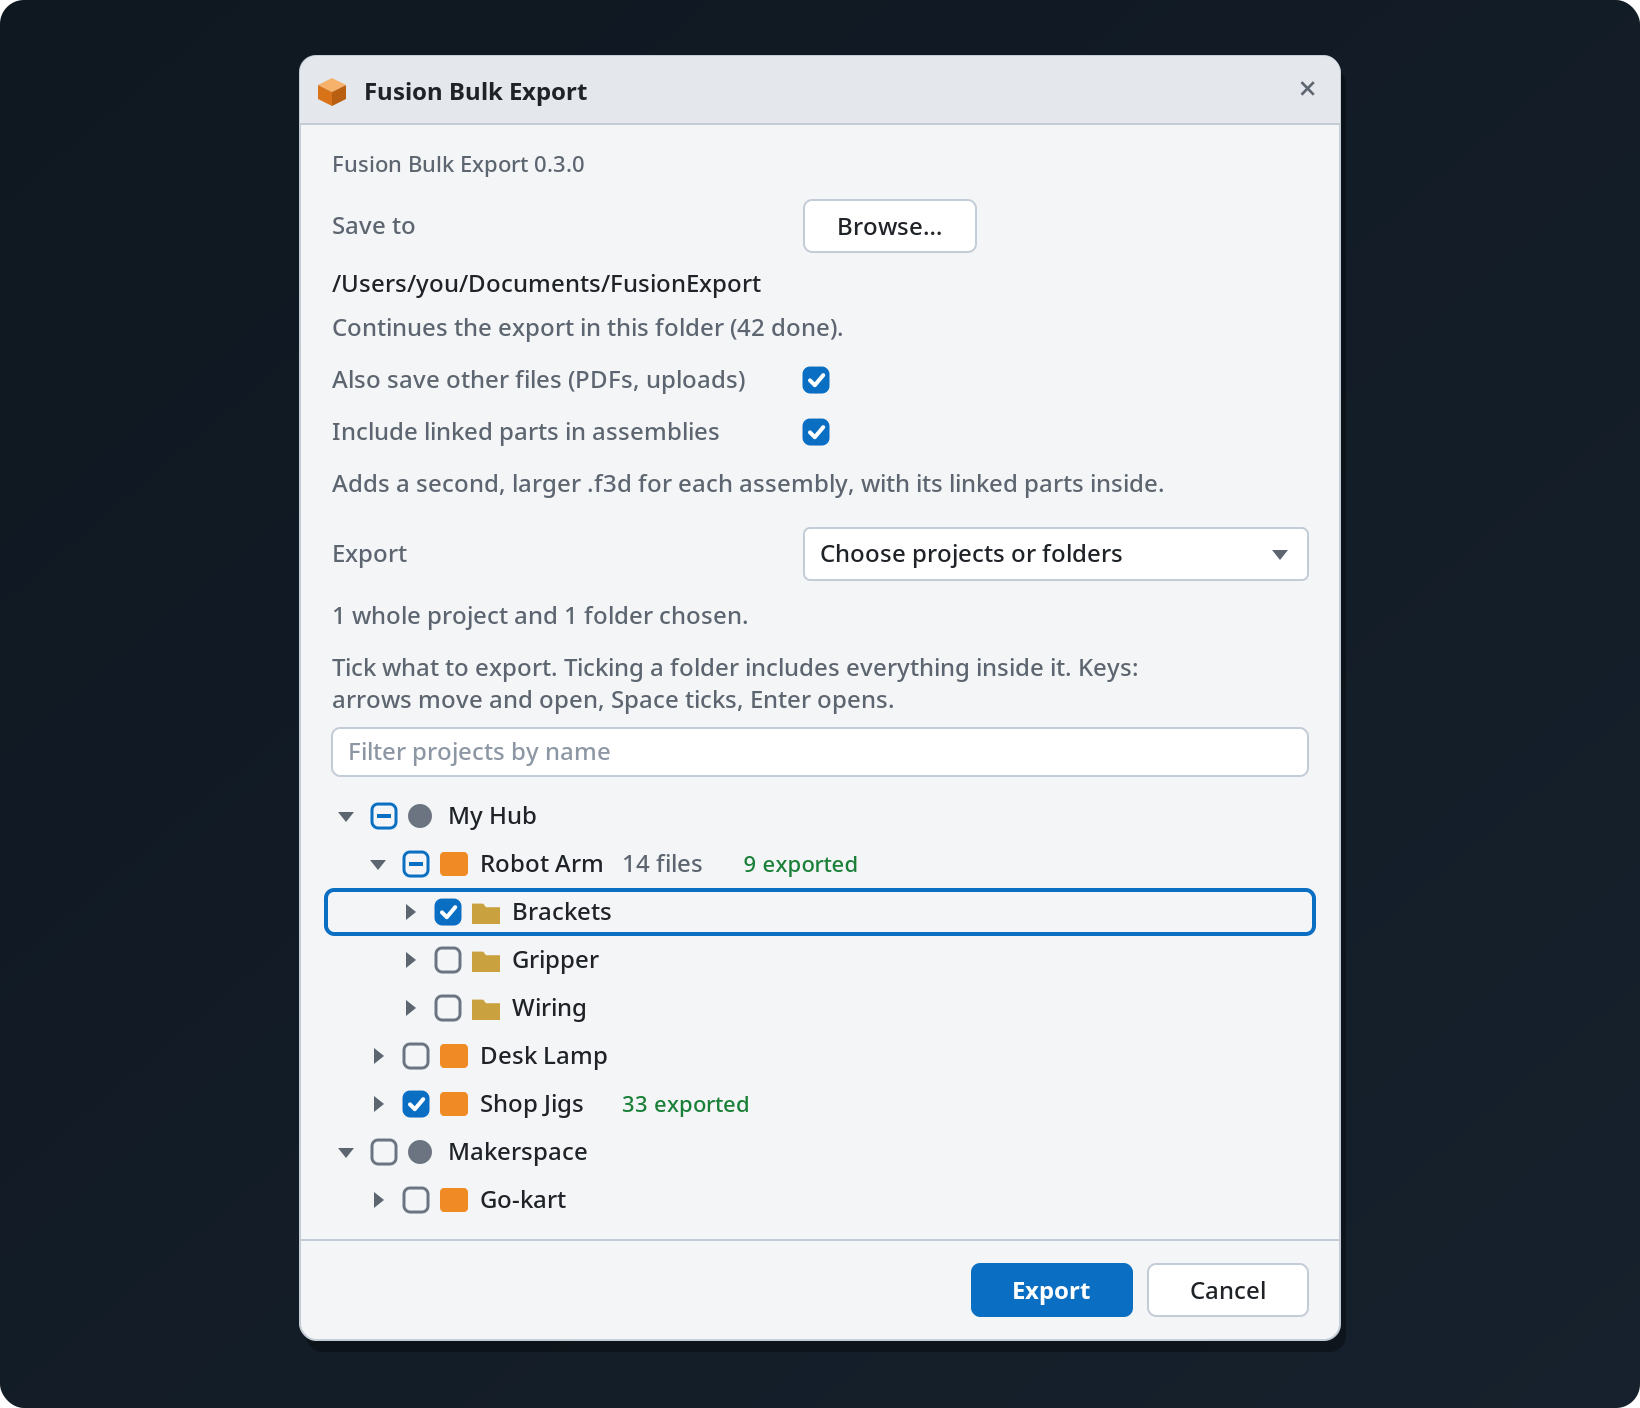 Fusion Bulk Export
Fusion Bulk Export 0.3.0
Save to
Browse...
/Users/you/Documents/FusionExport
Continues the export in this folder (42 done).
Also save other files (PDFs, uploads)
Include linked parts in assemblies
Adds a second, larger .f3d for each assembly, with its linked parts inside.
Export
Choose projects or folders
1 whole project and 1 folder chosen.
Tick what to export. Ticking a folder includes everything inside it. Keys:
arrows move and open, Space ticks, Enter opens.
Filter projects by name
My Hub
Robot Arm 14 files 9 exported
Brackets
Gripper
Wiring
Desk Lamp
Shop Jigs 33 exported
Makerspace
Go-kart
Export
Cancel